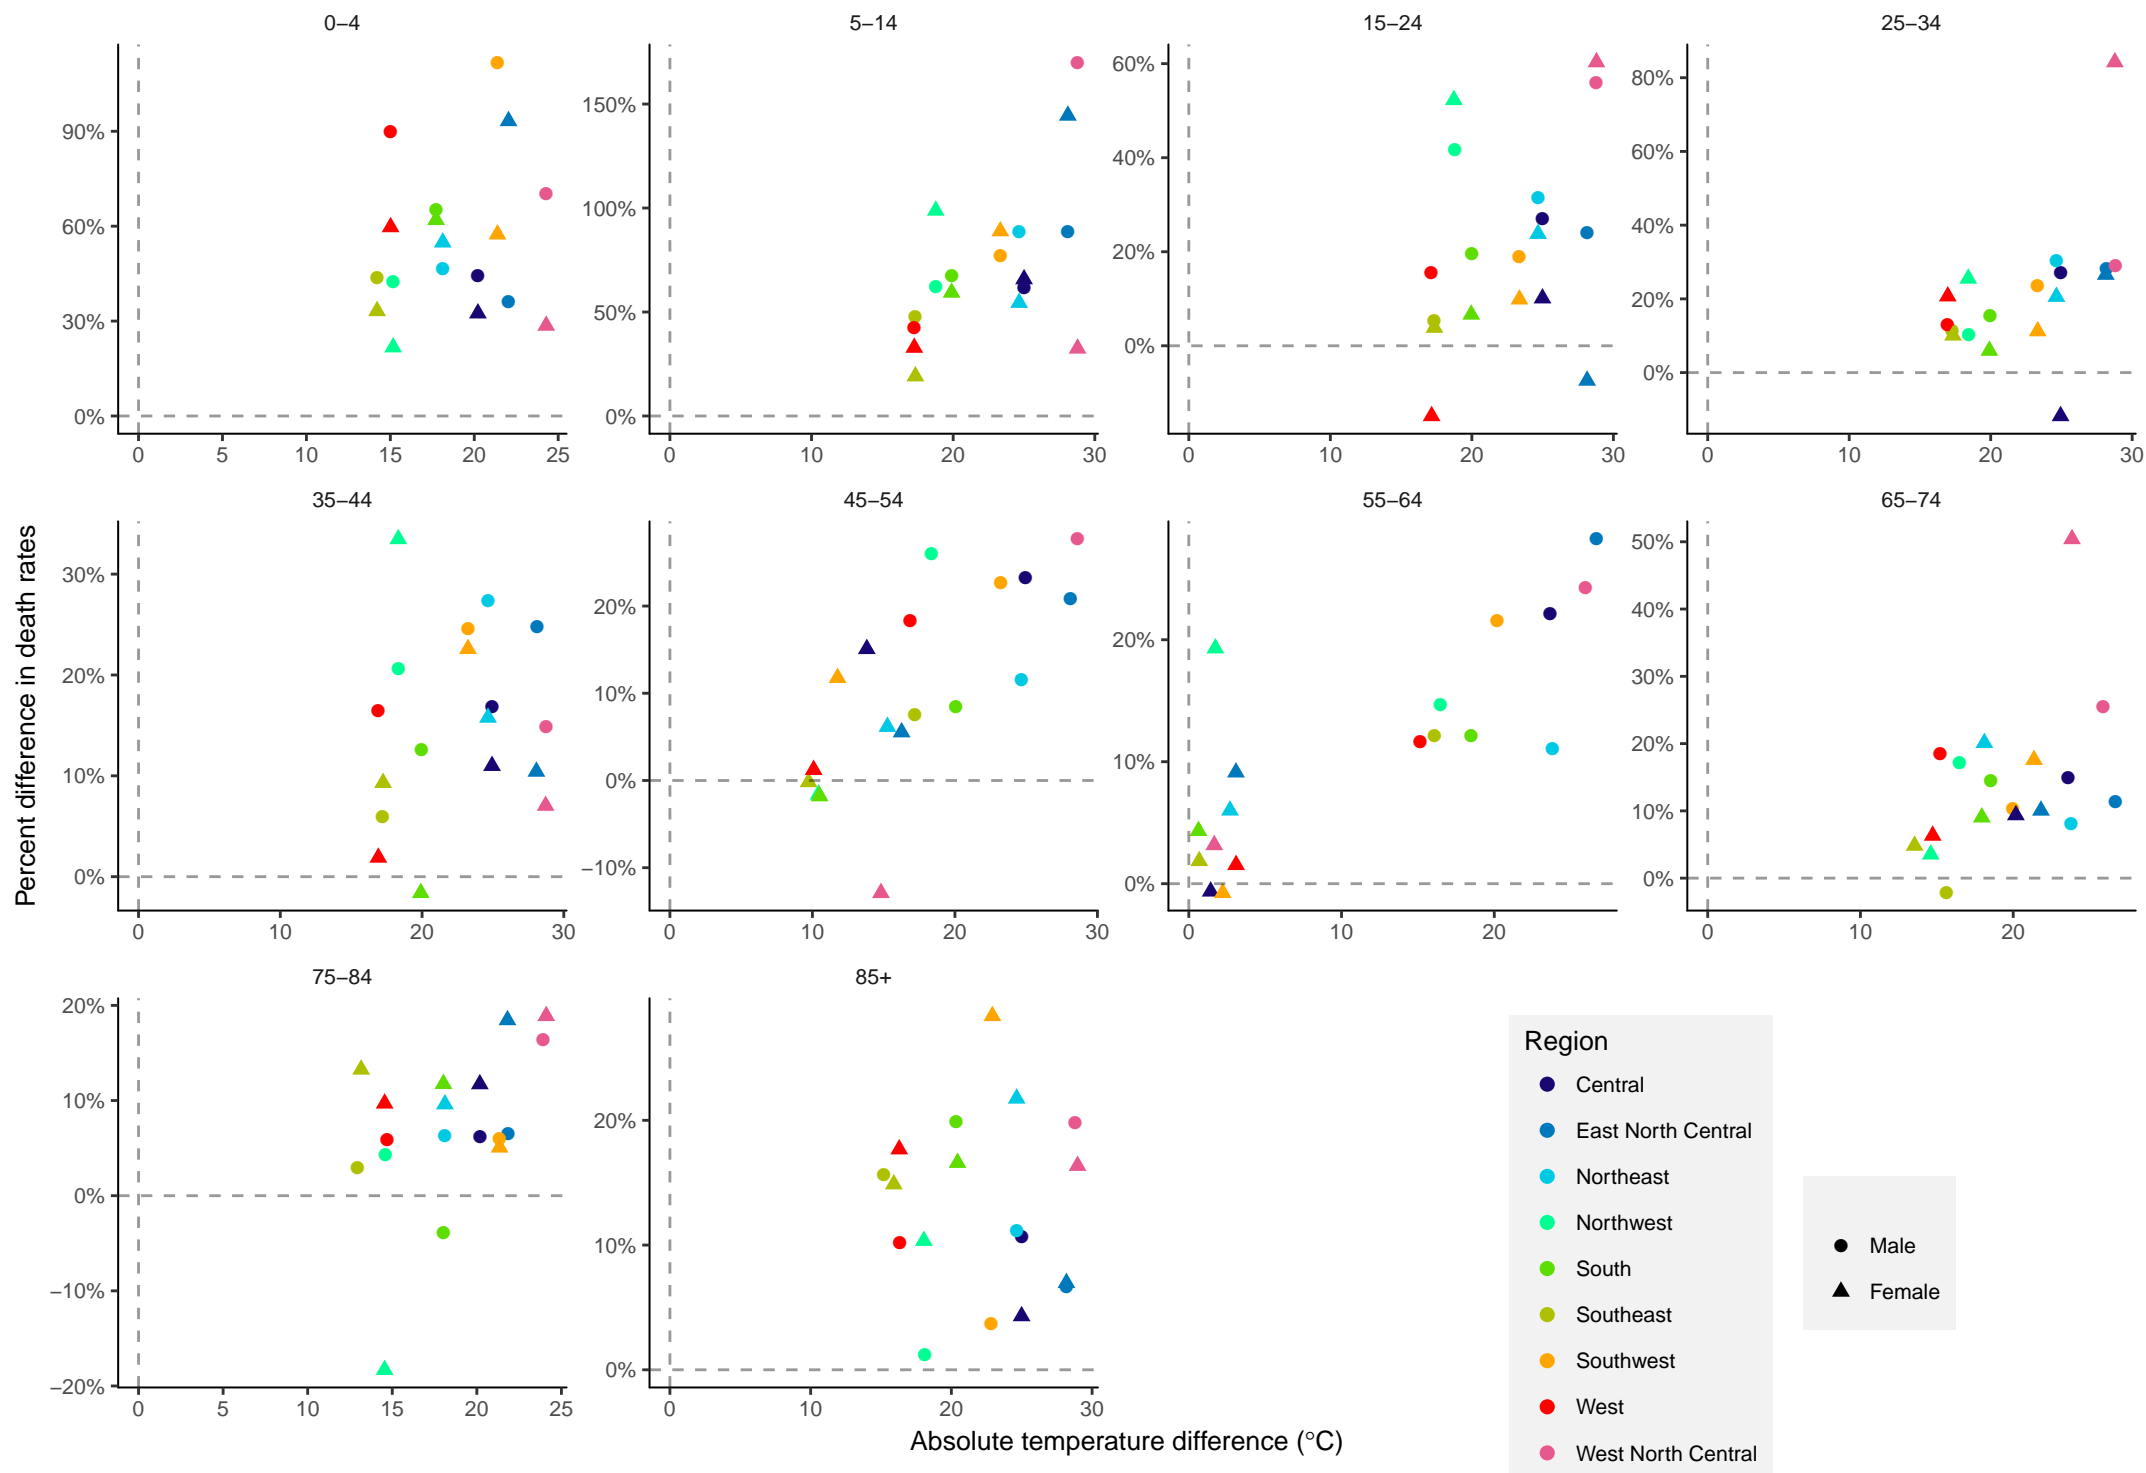 0−4
5−14
15−24
25−34
90%
60%
30%
0%
0 5 10 15 20 25
150%
100%
50%
0%
0 10 20 30
60%
40%
20%
0%
0 10 20 30
80%
60%
40%
20%
0%
0 10 20 30
Percent difference in death rates
35−44
45−54
55−64
65−74
30%
20%
10%
0%
0 10 20 30
20%
10%
0%
−10%
0 10 20 30
20%
10%
0%
0 10 20
50%
40%
30%
20%
10%
0%
0 10 20
75−84
85+
20%
10%
0%
−10%
−20%
0 5 10 15 20 25
20%
10%
0%
0 10 20 30
Absolute temperature difference (°C)
Region
Central
East North Central
Northeast
Northwest
South
Southeast
Southwest
West
West North Central
Male
Female